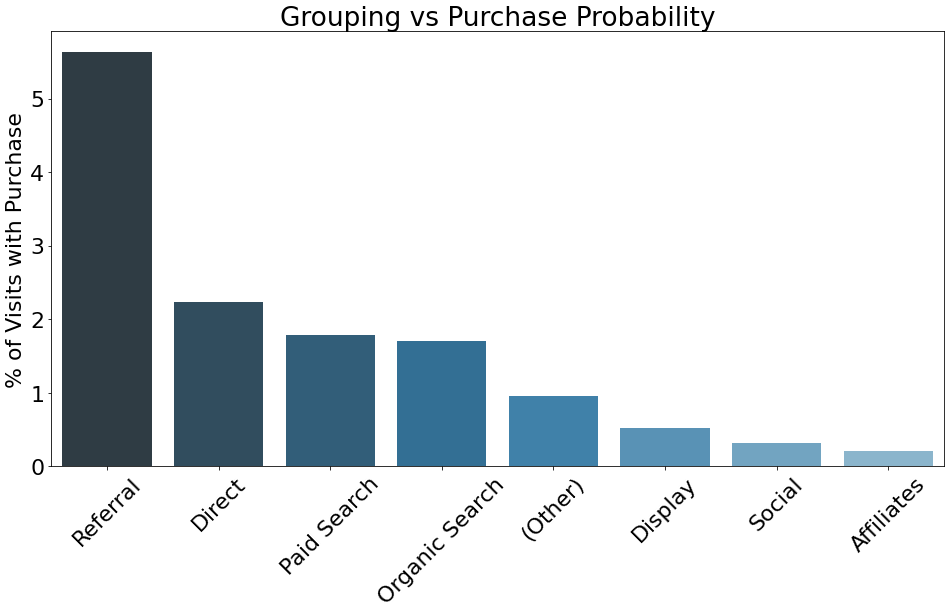 Grouping vs Purchase Probability
% of Visits with Purchase
5
4
3
2
1
0
Referral
Direct
Paid Search
Organic Search
(Other)
Display
Social
Affiliates